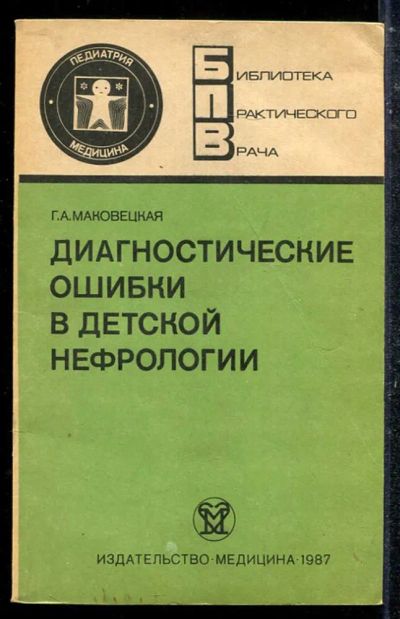 ПЕДИАТРИЯ
МЕДИЦИНА
БИБЛИОТЕКА
ПРАКТИЧЕСКОГО
ВРАЧА
Г.А.МАКОВЕЦКАЯ
ДИАГНОСТИЧЕСКИЕ
ОШИБКИ
В ДЕТСКОЙ
НЕФРОЛОГИИ
ИЗДАТЕЛЬСТВО·МЕДИЦИНА·1987